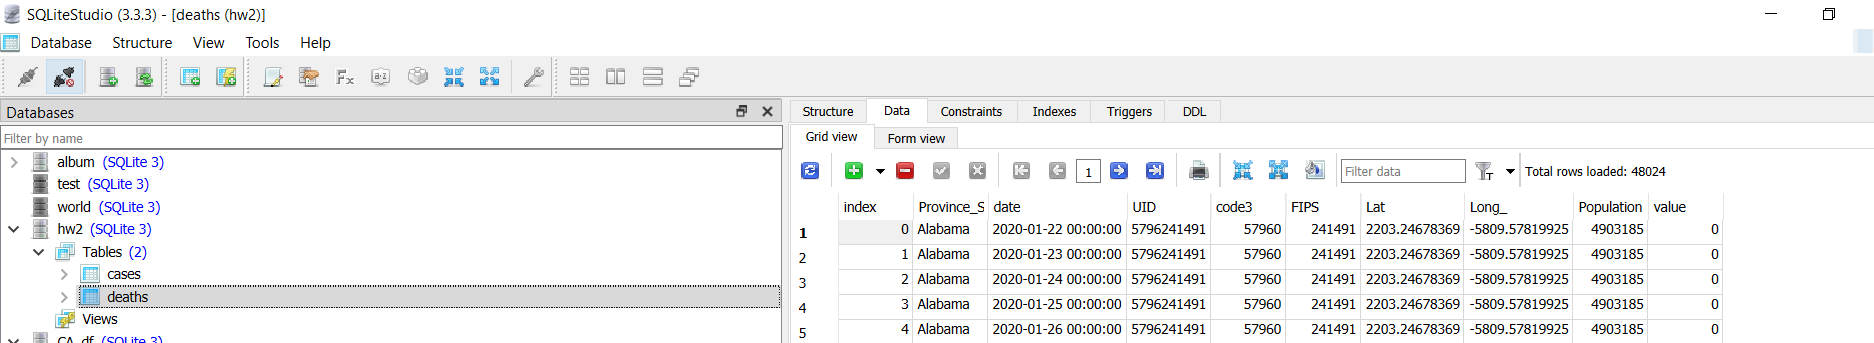 SQLiteStudio (3.3.3) - [deaths (hw2)]
Database Structure View Tools Help
Databases
Filter by name
album (SQLite 3)
test (SQLite 3)
world (SQLite 3)
hw2 (SQLite 3)
Tables (2)
cases
deaths
Views
CA_df (SQLite 3)
Structure Data Constraints Indexes Triggers DDL
Grid view Form view
1 Filter data T Total rows loaded: 48024
index Province_S date UID code3 FIPS Lat Long_ Population value
1 0 Alabama 2020-01-22 00:00:00 5796241491 57960 241491 2203.24678369 -5809.57819925 4903185 0
2 1 Alabama 2020-01-23 00:00:00 5796241491 57960 241491 2203.24678369 -5809.57819925 4903185 0
3 2 Alabama 2020-01-24 00:00:00 5796241491 57960 241491 2203.24678369 -5809.57819925 4903185 0
4 3 Alabama 2020-01-25 00:00:00 5796241491 57960 241491 2203.24678369 -5809.57819925 4903185 0
5 4 Alabama 2020-01-26 00:00:00 5796241491 57960 241491 2203.24678369 -5809.57819925 4903185 0